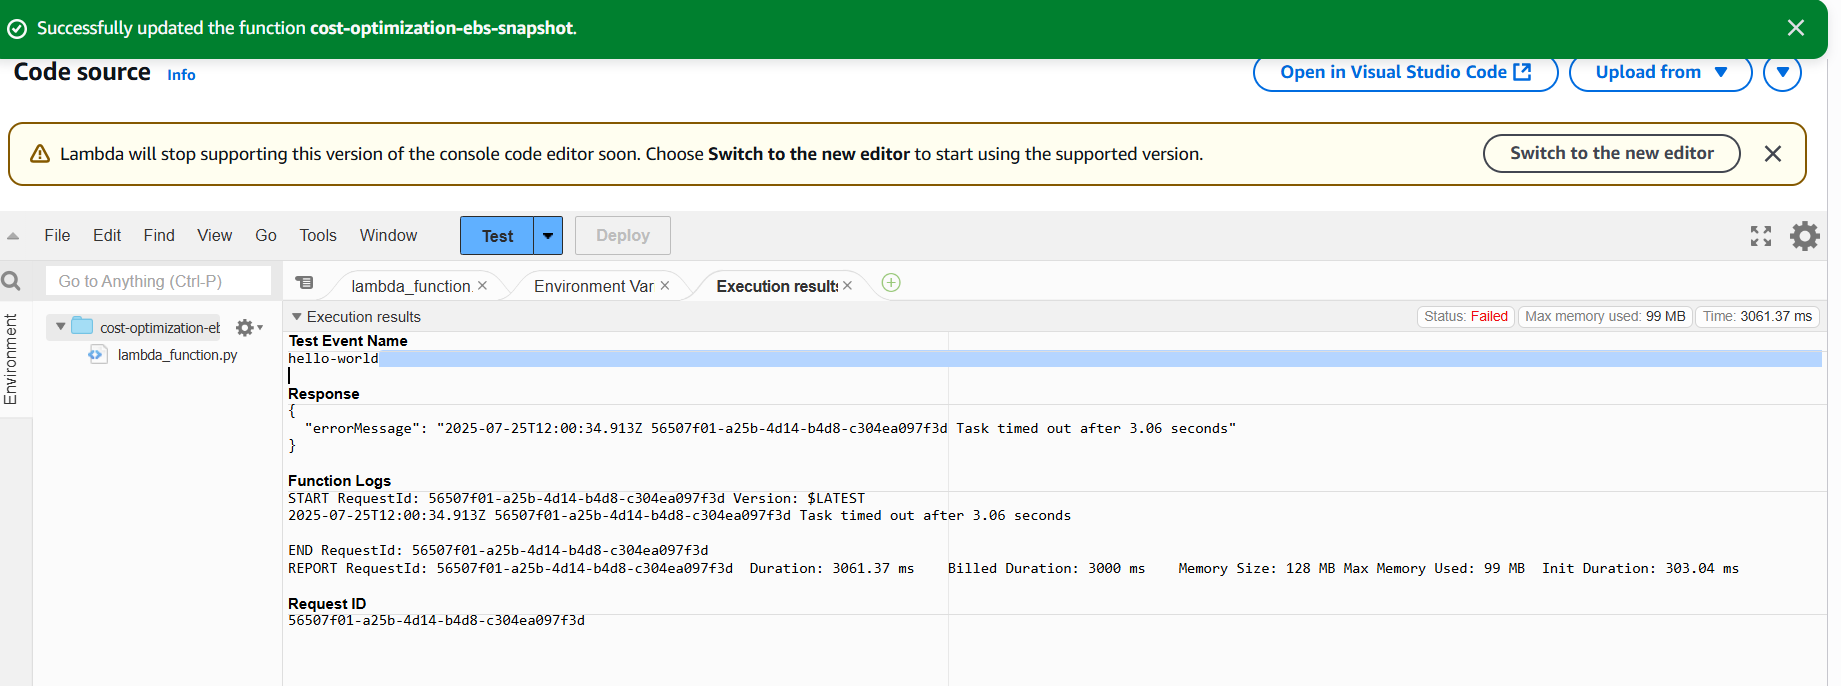 Successfully updated the function cost-optimization-ebs-snapshot.
Code source Info
Open in Visual Studio Code Upload from
Lambda will stop supporting this version of the console code editor soon. Choose Switch to the new editor to start using the supported version.
Switch to the new editor
File Edit Find View Go Tools Window Test Deploy
Go to Anything (Ctrl-P)
lambda_function. Environment Var Execution results
Environment
cost-optimization-eb
lambda_function.py
Execution results
Status: Failed Max memory used: 99 MB Time: 3061.37 ms
Test Event Name
hello-world
Response
{
"errorMessage": "2025-07-25T12:00:34.913Z 56507f01-a25b-4d14-b4d8-c304ea097f3d Task timed out after 3.06 seconds"
}
Function Logs
START RequestId: 56507f01-a25b-4d14-b4d8-c304ea097f3d Version: $LATEST
2025-07-25T12:00:34.913Z 56507f01-a25b-4d14-b4d8-c304ea097f3d Task timed out after 3.06 seconds
END RequestId: 56507f01-a25b-4d14-b4d8-c304ea097f3d
REPORT RequestId: 56507f01-a25b-4d14-b4d8-c304ea097f3d Duration: 3061.37 ms Billed Duration: 3000 ms Memory Size: 128 MB Max Memory Used: 99 MB Init Duration: 303.04 ms
Request ID
56507f01-a25b-4d14-b4d8-c304ea097f3d